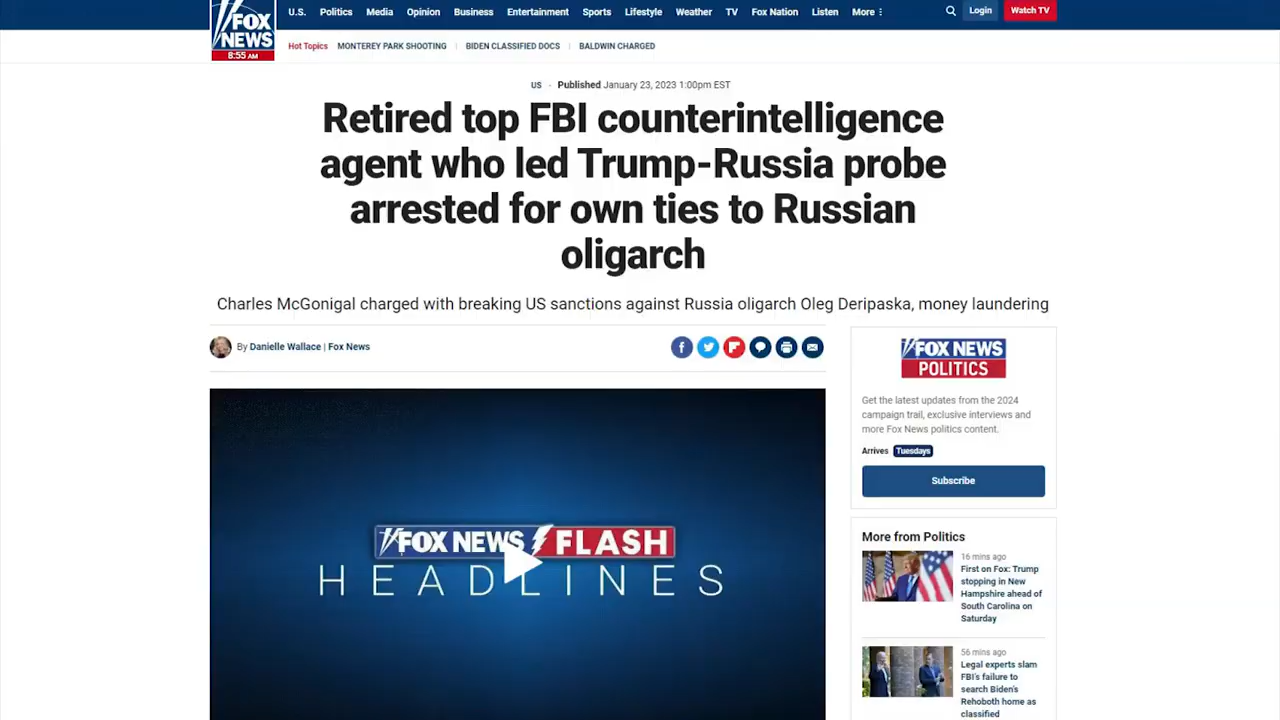 FOX
NEWS
8:55 AM
U.S. Politics Media Opinion Business Entertainment Sports Lifestyle Weather TV Fox Nation Listen More
Login
Watch TV
Hot Topics MONTEREY PARK SHOOTING BIDEN CLASSIFIED DOCS BALDWIN CHARGED
US - Published January 23, 2023 1:00pm EST
Retired top FBI counterintelligence
agent who led Trump-Russia probe
arrested for own ties to Russian
oligarch
Charles McGonigal charged with breaking US sanctions against Russia oligarch Oleg Deripaska, money laundering
By Danielle Wallace | Fox News
FOX NEWS FLASH
HEADLINES
FOX NEWS
POLITICS
Get the latest updates from the 2024
campaign trail, exclusive interviews and
more Fox News politics content.
Arrives Tuesdays
Subscribe
More from Politics
16 mins ago
First on Fox: Trump
stopping in New
Hampshire ahead of
South Carolina on
Saturday
56 mins ago
Legal experts slam
FBI's failure to
search Biden's
Rehoboth home as
classified